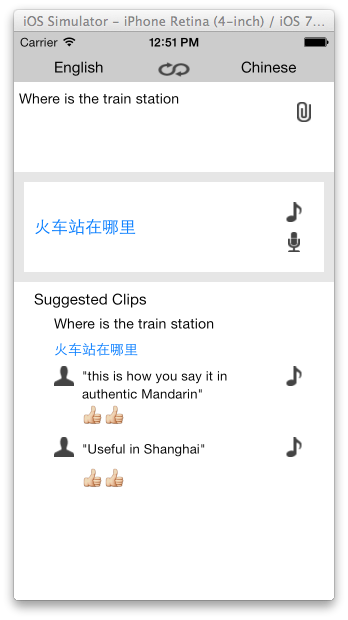 iOS Simulator – iPhone Retina (4-inch) / iOS 7...
Carrier 12:51 PM
English Chinese
Where is the train station
火车站在哪里
Suggested Clips
Where is the train station
火车站在哪里
"this is how you say it in
authentic Mandarin"
"Useful in Shanghai"